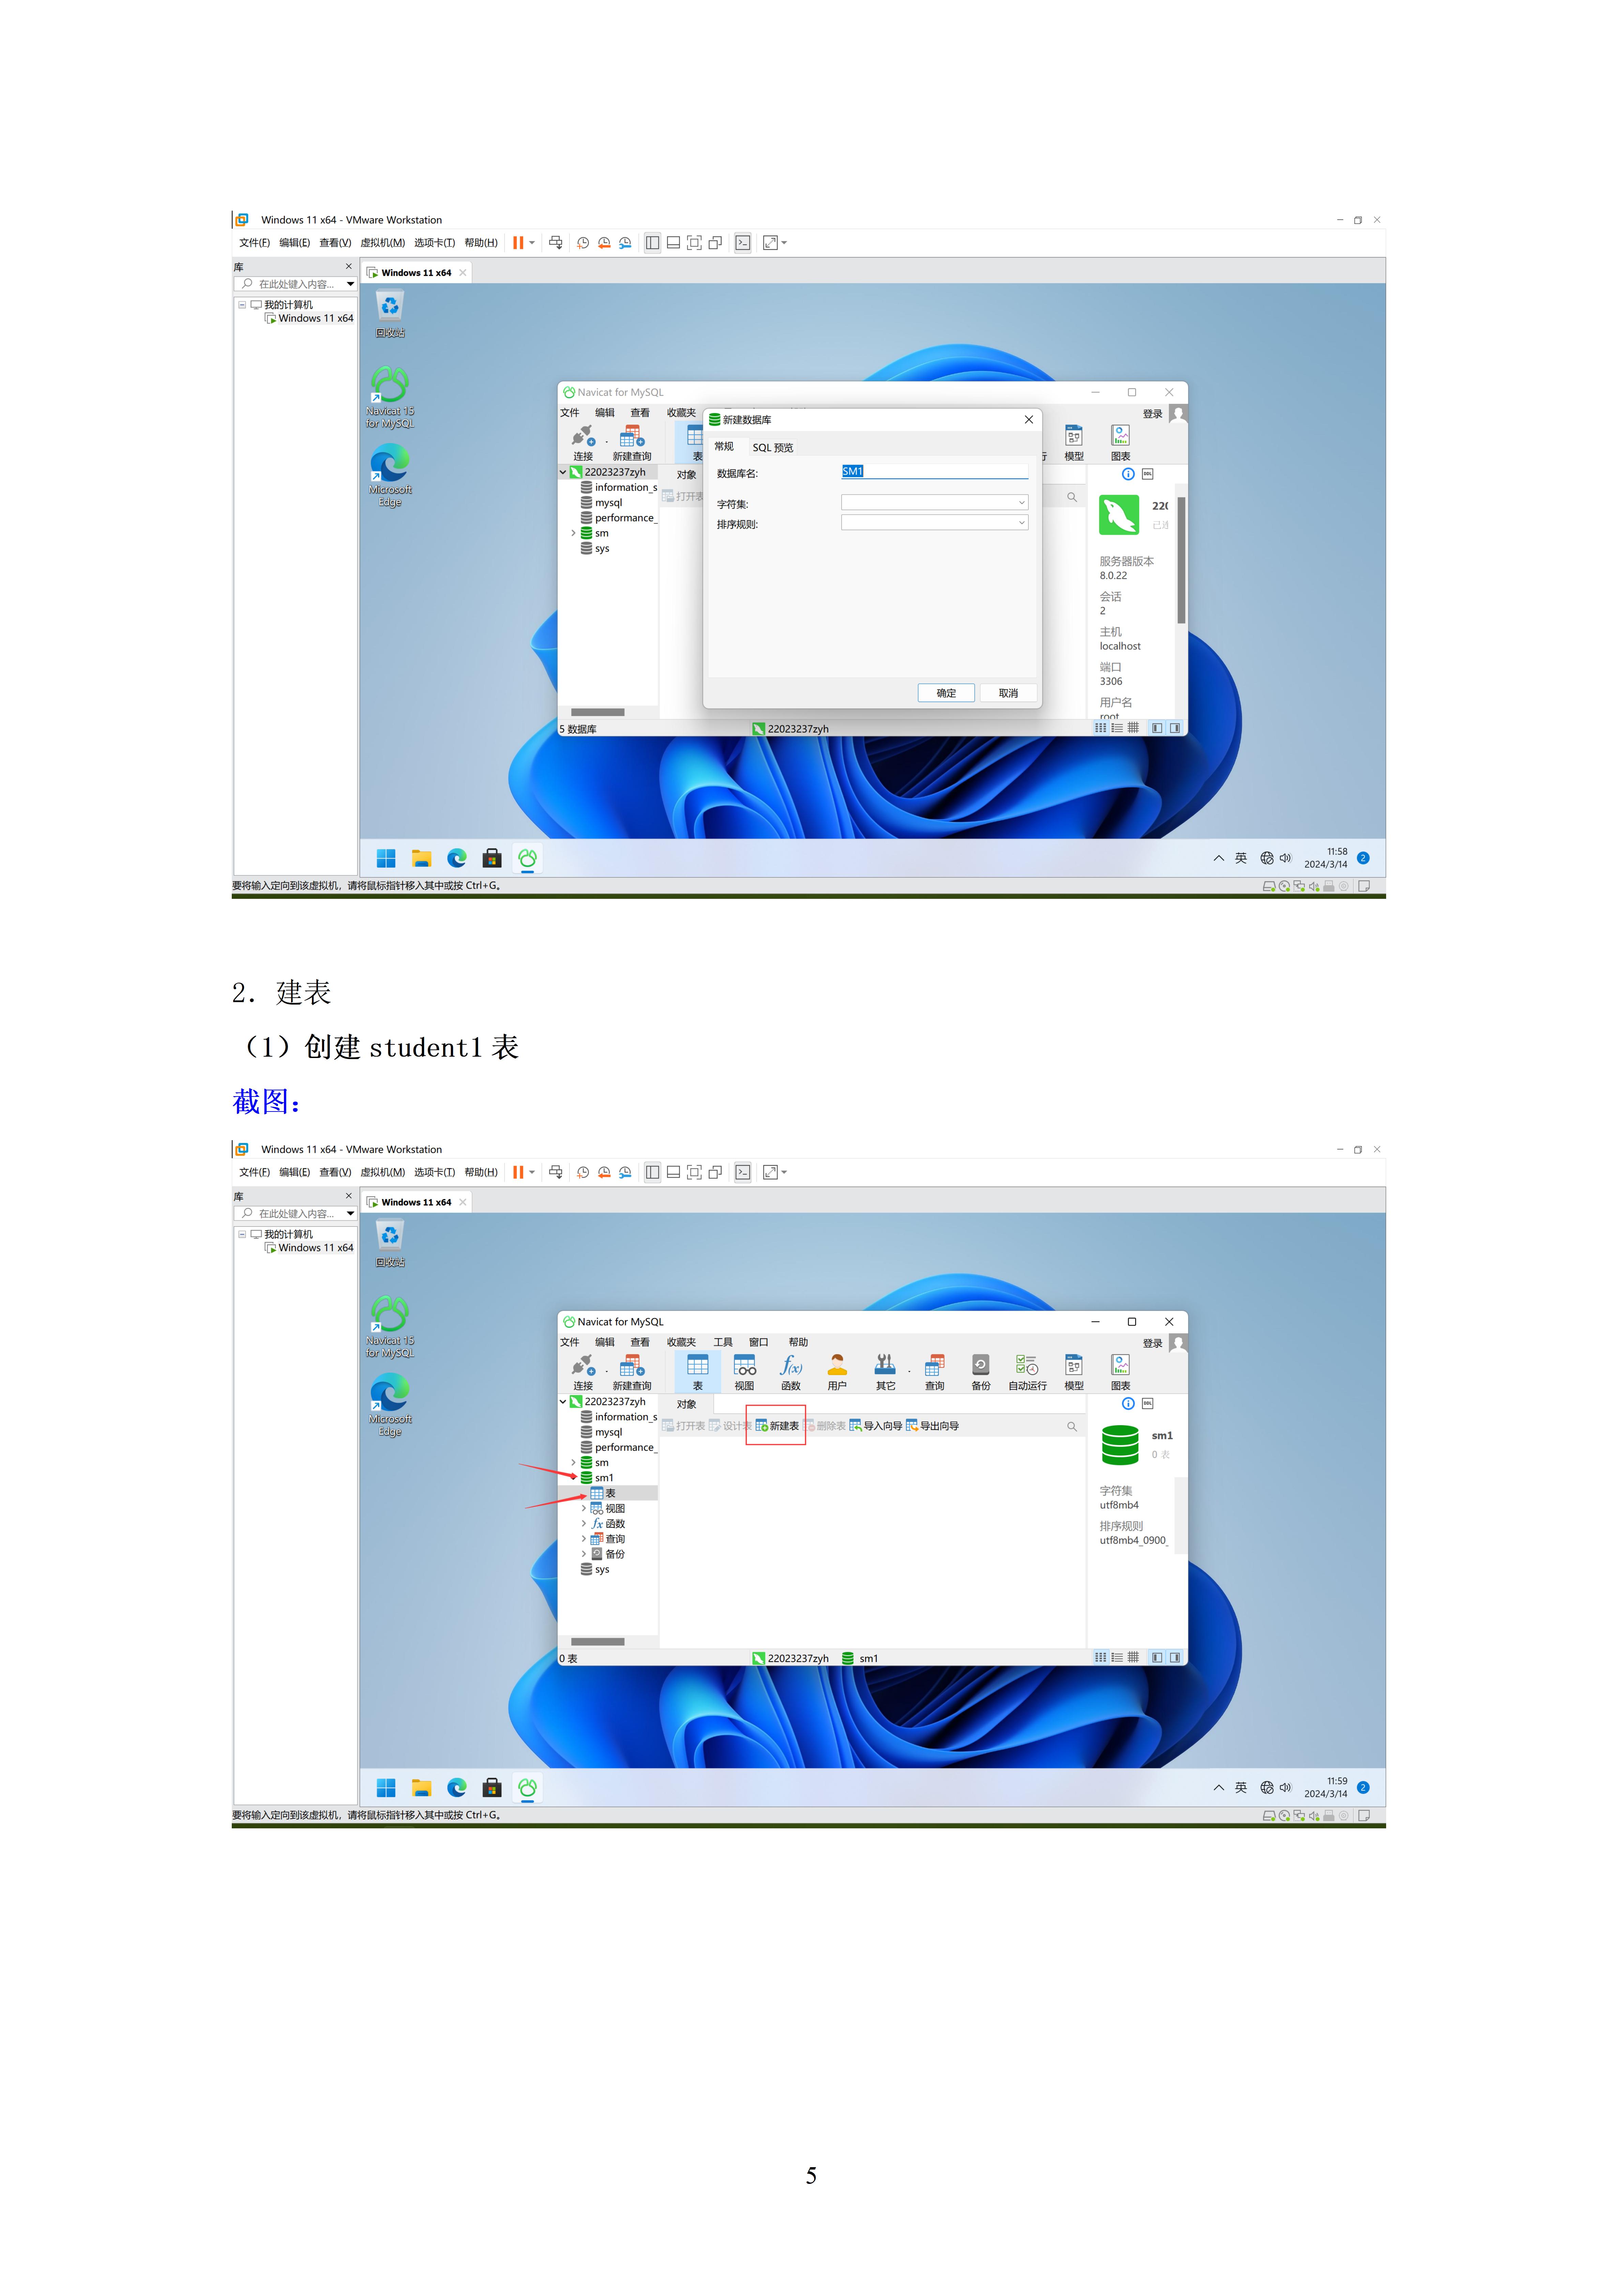 Windows 11 x64 - VMware Workstation
文件(F) 编辑(E) 查看(V) 虚拟机(M) 选项卡(T) 帮助(H)
库
在此处键入内容...
我的计算机
Windows 11 x64
Windows 11 x64
回收站
Navicat 15
for MySQL
Microsoft
Edge
Navicat for MySQL
文件 编辑 查看 收藏夹
登录
连接 新建查询 表 模型 图表
22023237zyh
information_s
mysql
performance_
sm
sys
对象
打开表
新建数据库
常规 SQL 预览
数据库名: SM1
字符集:
排序规则:
确定 取消
220
服务器版本
8.0.22
会话
2
主机
localhost
端口
3306
用户名
root
5 数据库 22023237zyh
英
11:58
2024/3/14
2
要将输入定向到该虚拟机，请将鼠标指针移入其中或按 Ctrl+G。
2. 建表
（1）创建 student1 表
截图：
Windows 11 x64 - VMware Workstation
文件(F) 编辑(E) 查看(V) 虚拟机(M) 选项卡(T) 帮助(H)
库
在此处键入内容...
我的计算机
Windows 11 x64
Windows 11 x64
回收站
Navicat 15
for MySQL
Microsoft
Edge
Navicat for MySQL
文件 编辑 查看 收藏夹 工具 窗口 帮助
登录
连接 新建查询 表 视图 函数 用户 其它 查询 备份 自动运行 模型 图表
22023237zyh
information_s
mysql
performance_
sm
sm1
表
视图
函数
查询
备份
sys
对象
打开表 设计表 新建表 删除表 导入向导 导出向导
sm1
0 表
字符集
utf8mb4
排序规则
utf8mb4_0900_
0 表 22023237zyh sm1
英
11:59
2024/3/14
2
要将输入定向到该虚拟机，请将鼠标指针移入其中或按 Ctrl+G。
5